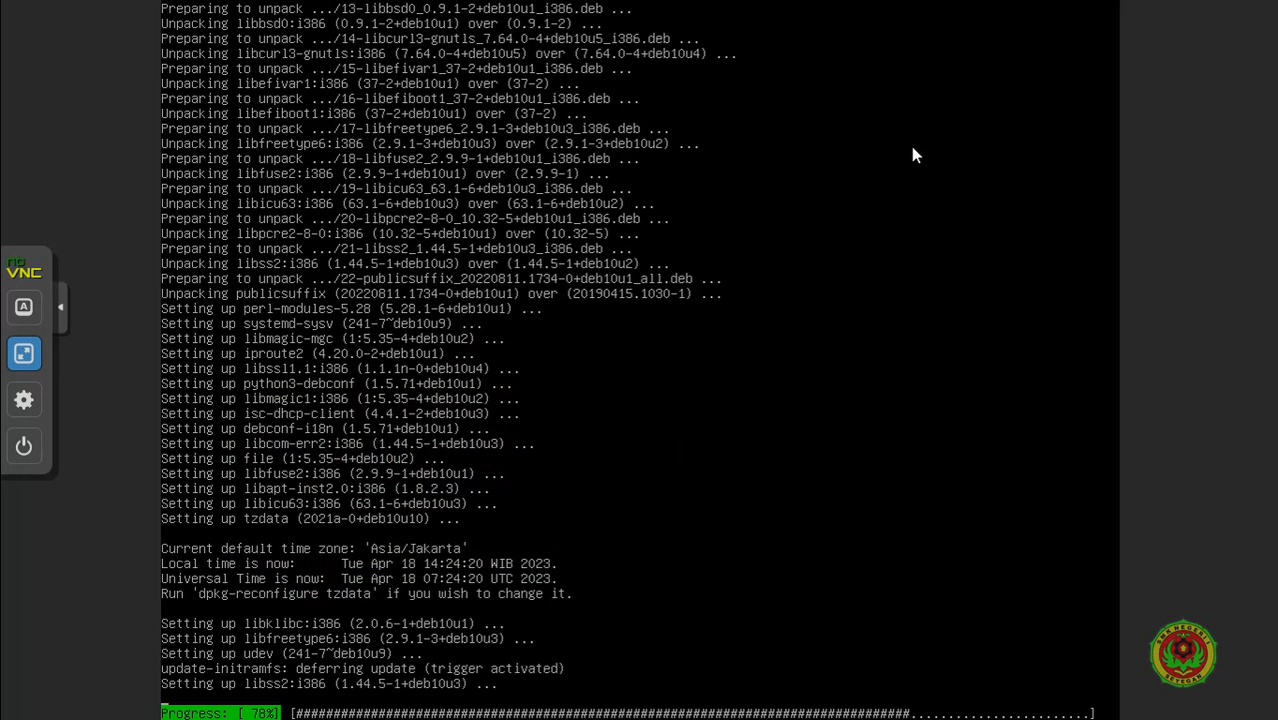 Preparing to unpack .../13-libbsd0_0.9.1-2+deb10u1_i386.deb ...
Unpacking libbsd0:i386 (0.9.1-2+deb10u1) over (0.9.1-2) ...
Preparing to unpack .../14-libcurl3-gnutls_7.64.0-4+deb10u5_i386.deb ...
Unpacking libcurl3-gnutls:i386 (7.64.0-4+deb10u5) over (7.64.0-4+deb10u4) ...
Preparing to unpack .../15-libefivar1_37-2+deb10u1_i386.deb ...
Unpacking libefivar1:i386 (37-2+deb10u1) over (37-2) ...
Preparing to unpack .../16-libefiboot1_37-2+deb10u1_i386.deb ...
Unpacking libefiboot1:i386 (37-2+deb10u1) over (37-2) ...
Preparing to unpack .../17-libfreetype6_2.9.1-3+deb10u3_i386.deb ...
Unpacking libfreetype6:i386 (2.9.1-3+deb10u3) over (2.9.1-3+deb10u2) ...
Preparing to unpack .../18-libfuse2_2.9.9-1+deb10u1_i386.deb ...
Unpacking libfuse2:i386 (2.9.9-1+deb10u1) over (2.9.9-1) ...
Preparing to unpack .../19-libicu63_63.1-6+deb10u3_i386.deb ...
Unpacking libicu63:i386 (63.1-6+deb10u3) over (63.1-6+deb10u2) ...
Preparing to unpack .../20-libpcre2-8-0_10.32-5+deb10u1_i386.deb ...
Unpacking libpcre2-8-0:i386 (10.32-5+deb10u1) over (10.32-5) ...
Preparing to unpack .../21-libss2_1.44.5-1+deb10u3_i386.deb ...
Unpacking libss2:i386 (1.44.5-1+deb10u3) over (1.44.5-1+deb10u2) ...
Preparing to unpack .../22-publicsuffix_20220811.1734-0+deb10u1_all.deb ...
Unpacking publicsuffix (20220811.1734-0+deb10u1) over (20190415.1030-1) ...
Setting up perl-modules-5.28 (5.28.1-6+deb10u1) ...
Setting up systemd-sysv (241-7~deb10u9) ...
Setting up libmagic-mgc (1:5.35-4+deb10u2) ...
Setting up iproute2 (4.20.0-2+deb10u1) ...
Setting up libssl1.1:i386 (1.1.1n-0+deb10u4) ...
Setting up python3-debconf (1.5.71+deb10u1) ...
Setting up libmagic1:i386 (1:5.35-4+deb10u2) ...
Setting up isc-dhcp-client (4.4.1-2+deb10u3) ...
Setting up debconf-i18n (1.5.71+deb10u1) ...
Setting up libcom-err2:i386 (1.44.5-1+deb10u3) ...
Setting up file (1:5.35-4+deb10u2) ...
Setting up libfuse2:i386 (2.9.9-1+deb10u1) ...
Setting up libapt-inst2.0:i386 (1.8.2.3) ...
Setting up libicu63:i386 (63.1-6+deb10u3) ...
Setting up tzdata (2021a-0+deb10u10) ...
Current default time zone: 'Asia/Jakarta'
Local time is now:      Tue Apr 18 14:24:20 WIB 2023.
Universal Time is now:  Tue Apr 18 07:24:20 UTC 2023.
Run 'dpkg-reconfigure tzdata' if you wish to change it.
Setting up libklibc:i386 (2.0.6-1+deb10u1) ...
Setting up libfreetype6:i386 (2.9.1-3+deb10u3) ...
Setting up udev (241-7~deb10u9) ...
update-initramfs: deferring update (trigger activated)
Setting up libss2:i386 (1.44.5-1+deb10u3) ...
Progress: [ 78%] [##################################################################################........................]
no
VNC
A
SMK NEGERI 1
SEYEGAN